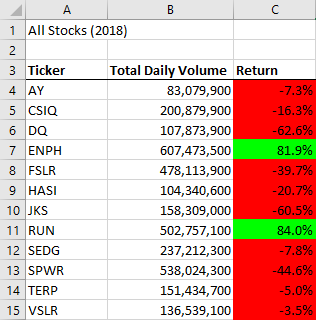 A B C
1 All Stocks (2018)
2
3 Ticker Total Daily Volume Return
4 AY 83,079,900 -7.3%
5 CSIQ 200,879,900 -16.3%
6 DQ 107,873,900 -62.6%
7 ENPH 607,473,500 81.9%
8 FSLR 478,113,900 -39.7%
9 HASI 104,340,600 -20.7%
10 JKS 158,309,000 -60.5%
11 RUN 502,757,100 84.0%
12 SEDG 237,212,300 -7.8%
13 SPWR 538,024,300 -44.6%
14 TERP 151,434,700 -5.0%
15 VSLR 136,539,100 -3.5%